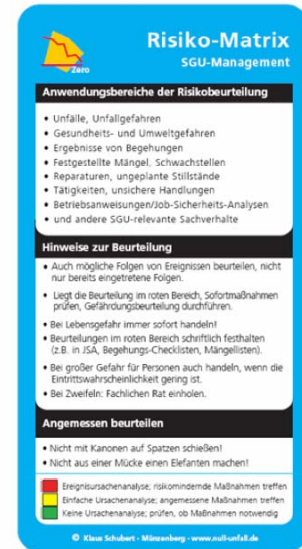 Zero
Risiko-Matrix
SGU-Management
Anwendungsbereiche der Risikobeurteilung
• Unfälle, Unfallgefahren
• Gesundheits- und Umweltgefahren
• Ergebnisse von Begehungen
• Festgestellte Mängel. Schwachstellen
• Reparaturen, ungeplante Stillstände
• Tätigkeiten, unsichere Handlungen
• Betriebsanweisungen/Job-Sicherheits-Analysen
• und andere SGU-relevante Sachverhalte
Hinweise zur Beurteilung
• Auch mögliche Folgen von Ereignissen beurteilen, nicht
nur bereits eingetretene Folgen.
• Liegt die Beurteilung im roten Bereich, Sofortmaßnahmen
prüfen, Gefährdungsbeurteilung durchführen.
• Bei Lebensgefahr immer sofort handeln!
• Beurteilungen im roten Bereich schriftlich festhalten
(z.B. in JSA, Begehungs-Checklisten, Mängellisten).
• Bei großer Gefahr für Personen auch handeln, wenn die
Eintrittswahrscheinlichkeit gering ist.
• Bei Zweifeln: Fachlichen Rat einholen.
Angemessen beurteilen
• Nicht mit Kanonen auf Spatzen schießen!
• Nicht aus einer Mücke einen Elefanten machen!
Ereignisursachenanalyse; risikomindernde Maßnahmen treffen
Einfache Ursachenanalyse; angemessene Maßnahmen treffen
Keine Ursachenanalyse; prüfen, ob Maßnahmen notwendig
© Klaus Schubert - Münzenberg - www.null-unfall.de